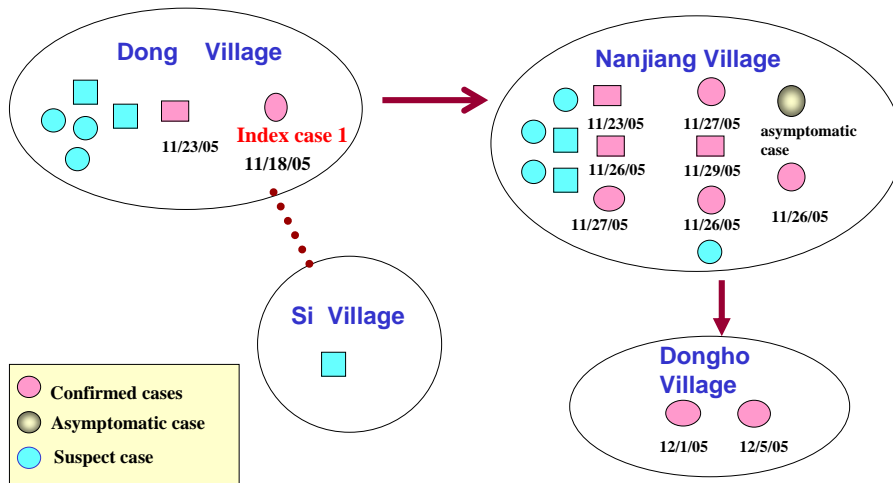 Dong Village
11/23/05
Index case 1
11/18/05
Nanjiang Village
11/23/05
11/27/05
asymptomatic
case
11/26/05
11/29/05
11/27/05
11/26/05
11/26/05
Si Village
Dongho
Village
12/1/05
12/5/05
Confirmed cases
Asymptomatic case
Suspect case